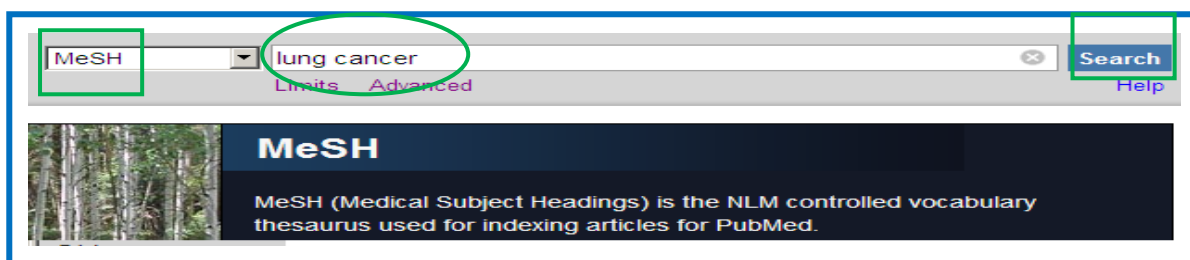 MeSH lung cancer Search
Limits Advanced Help
MeSH
MeSH (Medical Subject Headings) is the NLM controlled vocabulary
thesaurus used for indexing articles for PubMed.